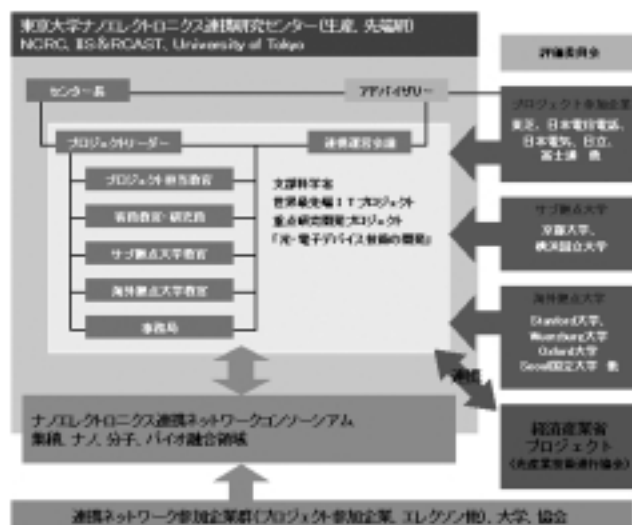 東京大学ナノエレクトロニクス連携研究センター(生産、先端研)
NCRC, IIS&RCAST, University of Tokyo
センター長
アドバイザリー
評価委員会
プロジェクトリーダー
連携運営会議
プロジェクト担当教官
客員教官・研究員
サブ拠点大学教官
海外拠点大学教官
事務局
文部科学省
世界最先端ITプロジェクト
重点研究開発プロジェクト
「光・電子デバイス技術の開発」
プロジェクト参加企業
東芝、日本電信電話、
日本電気、日立、
富士通 他
サブ拠点大学
京都大学、
横浜国立大学
海外拠点大学
Stanford大学、
Wuerzburg大学
Oxford大学
Seoul国立大学 他
連携
経済産業省
プロジェクト
ナノエレクトロニクス連携ネットワークコンソーシアム
集積、ナノ、分子、バイオ融合領域
連携ネットワーク参加企業群(プロジェクト参加企業、他)、大学、協会